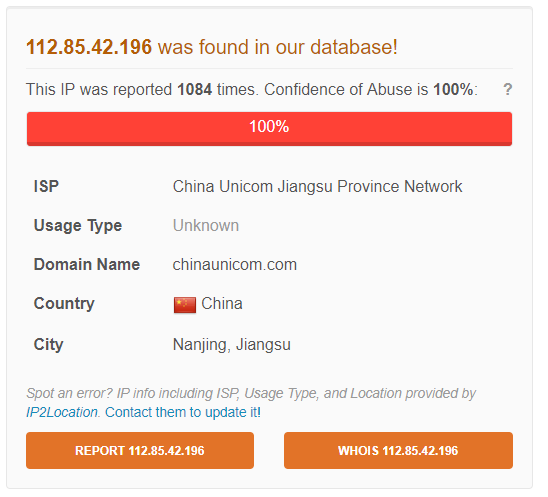 112.85.42.196 was found in our database!
This IP was reported 1084 times. Confidence of Abuse is 100%: ?
100%
ISP China Unicom Jiangsu Province Network
Usage Type Unknown
Domain Name chinaunicom.com
Country China
City Nanjing, Jiangsu
Spot an error? IP info including ISP, Usage Type, and Location provided by
IP2Location. Contact them to update it!
REPORT 112.85.42.196 WHOIS 112.85.42.196